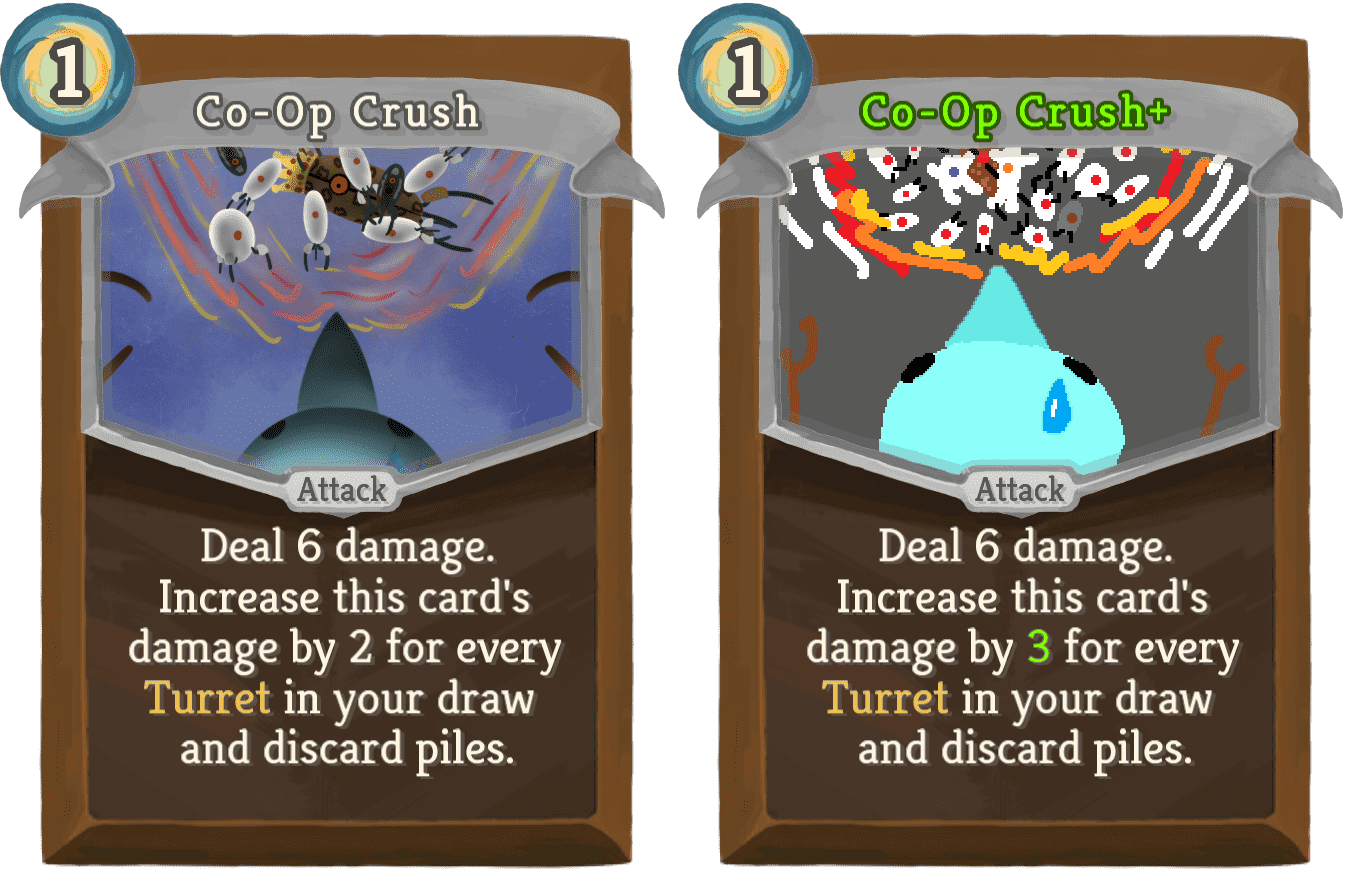 1
Co-Op Crush
Attack
Deal 6 damage.
Increase this card's
damage by 2 for every
Turret in your draw
and discard piles.
1
Co-Op Crush+
Attack
Deal 6 damage.
Increase this card's
damage by 3 for every
Turret in your draw
and discard piles.